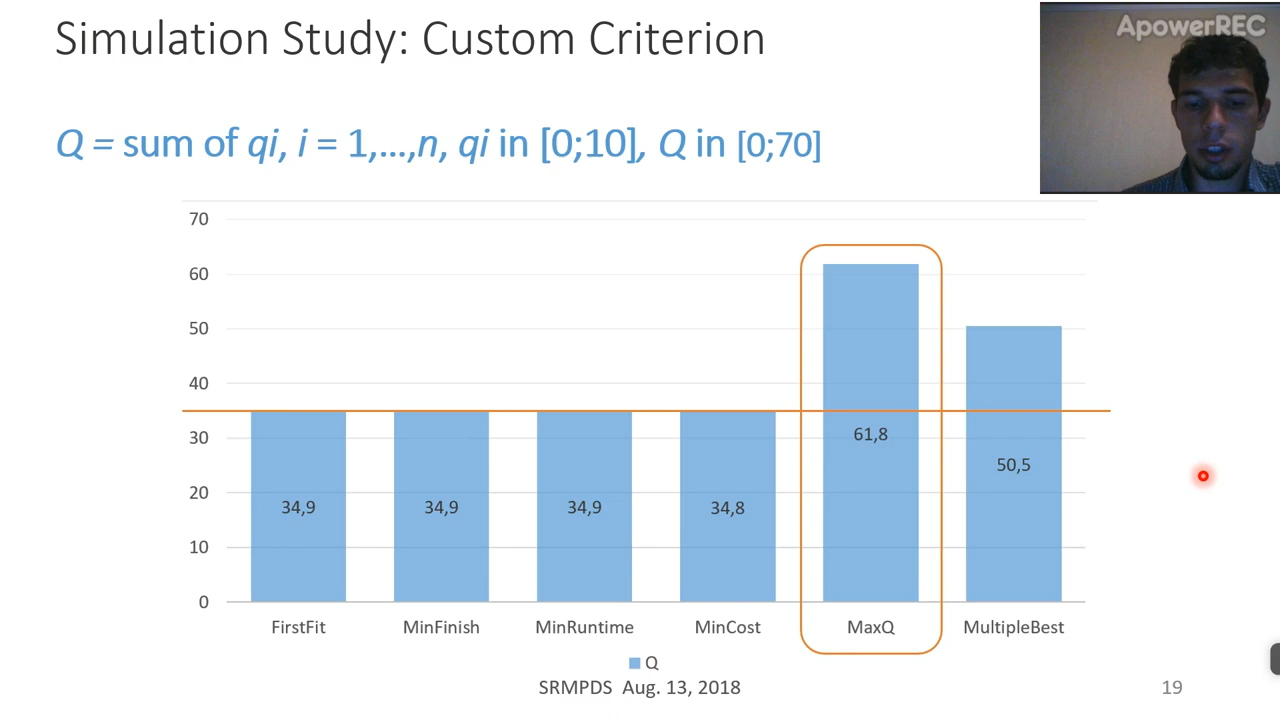 Simulation Study: Custom Criterion
ApowerREC
Q = sum of qi, i = 1,...,n, qi in [0;10], Q in [0;70]
70
60
50
40
30
20
10
0
34,9
34,9
34,9
34,8
61,8
50,5
FirstFit
MinFinish
MinRuntime
MinCost
MaxQ
MultipleBest
Q
SRMPDS Aug. 13, 2018
19